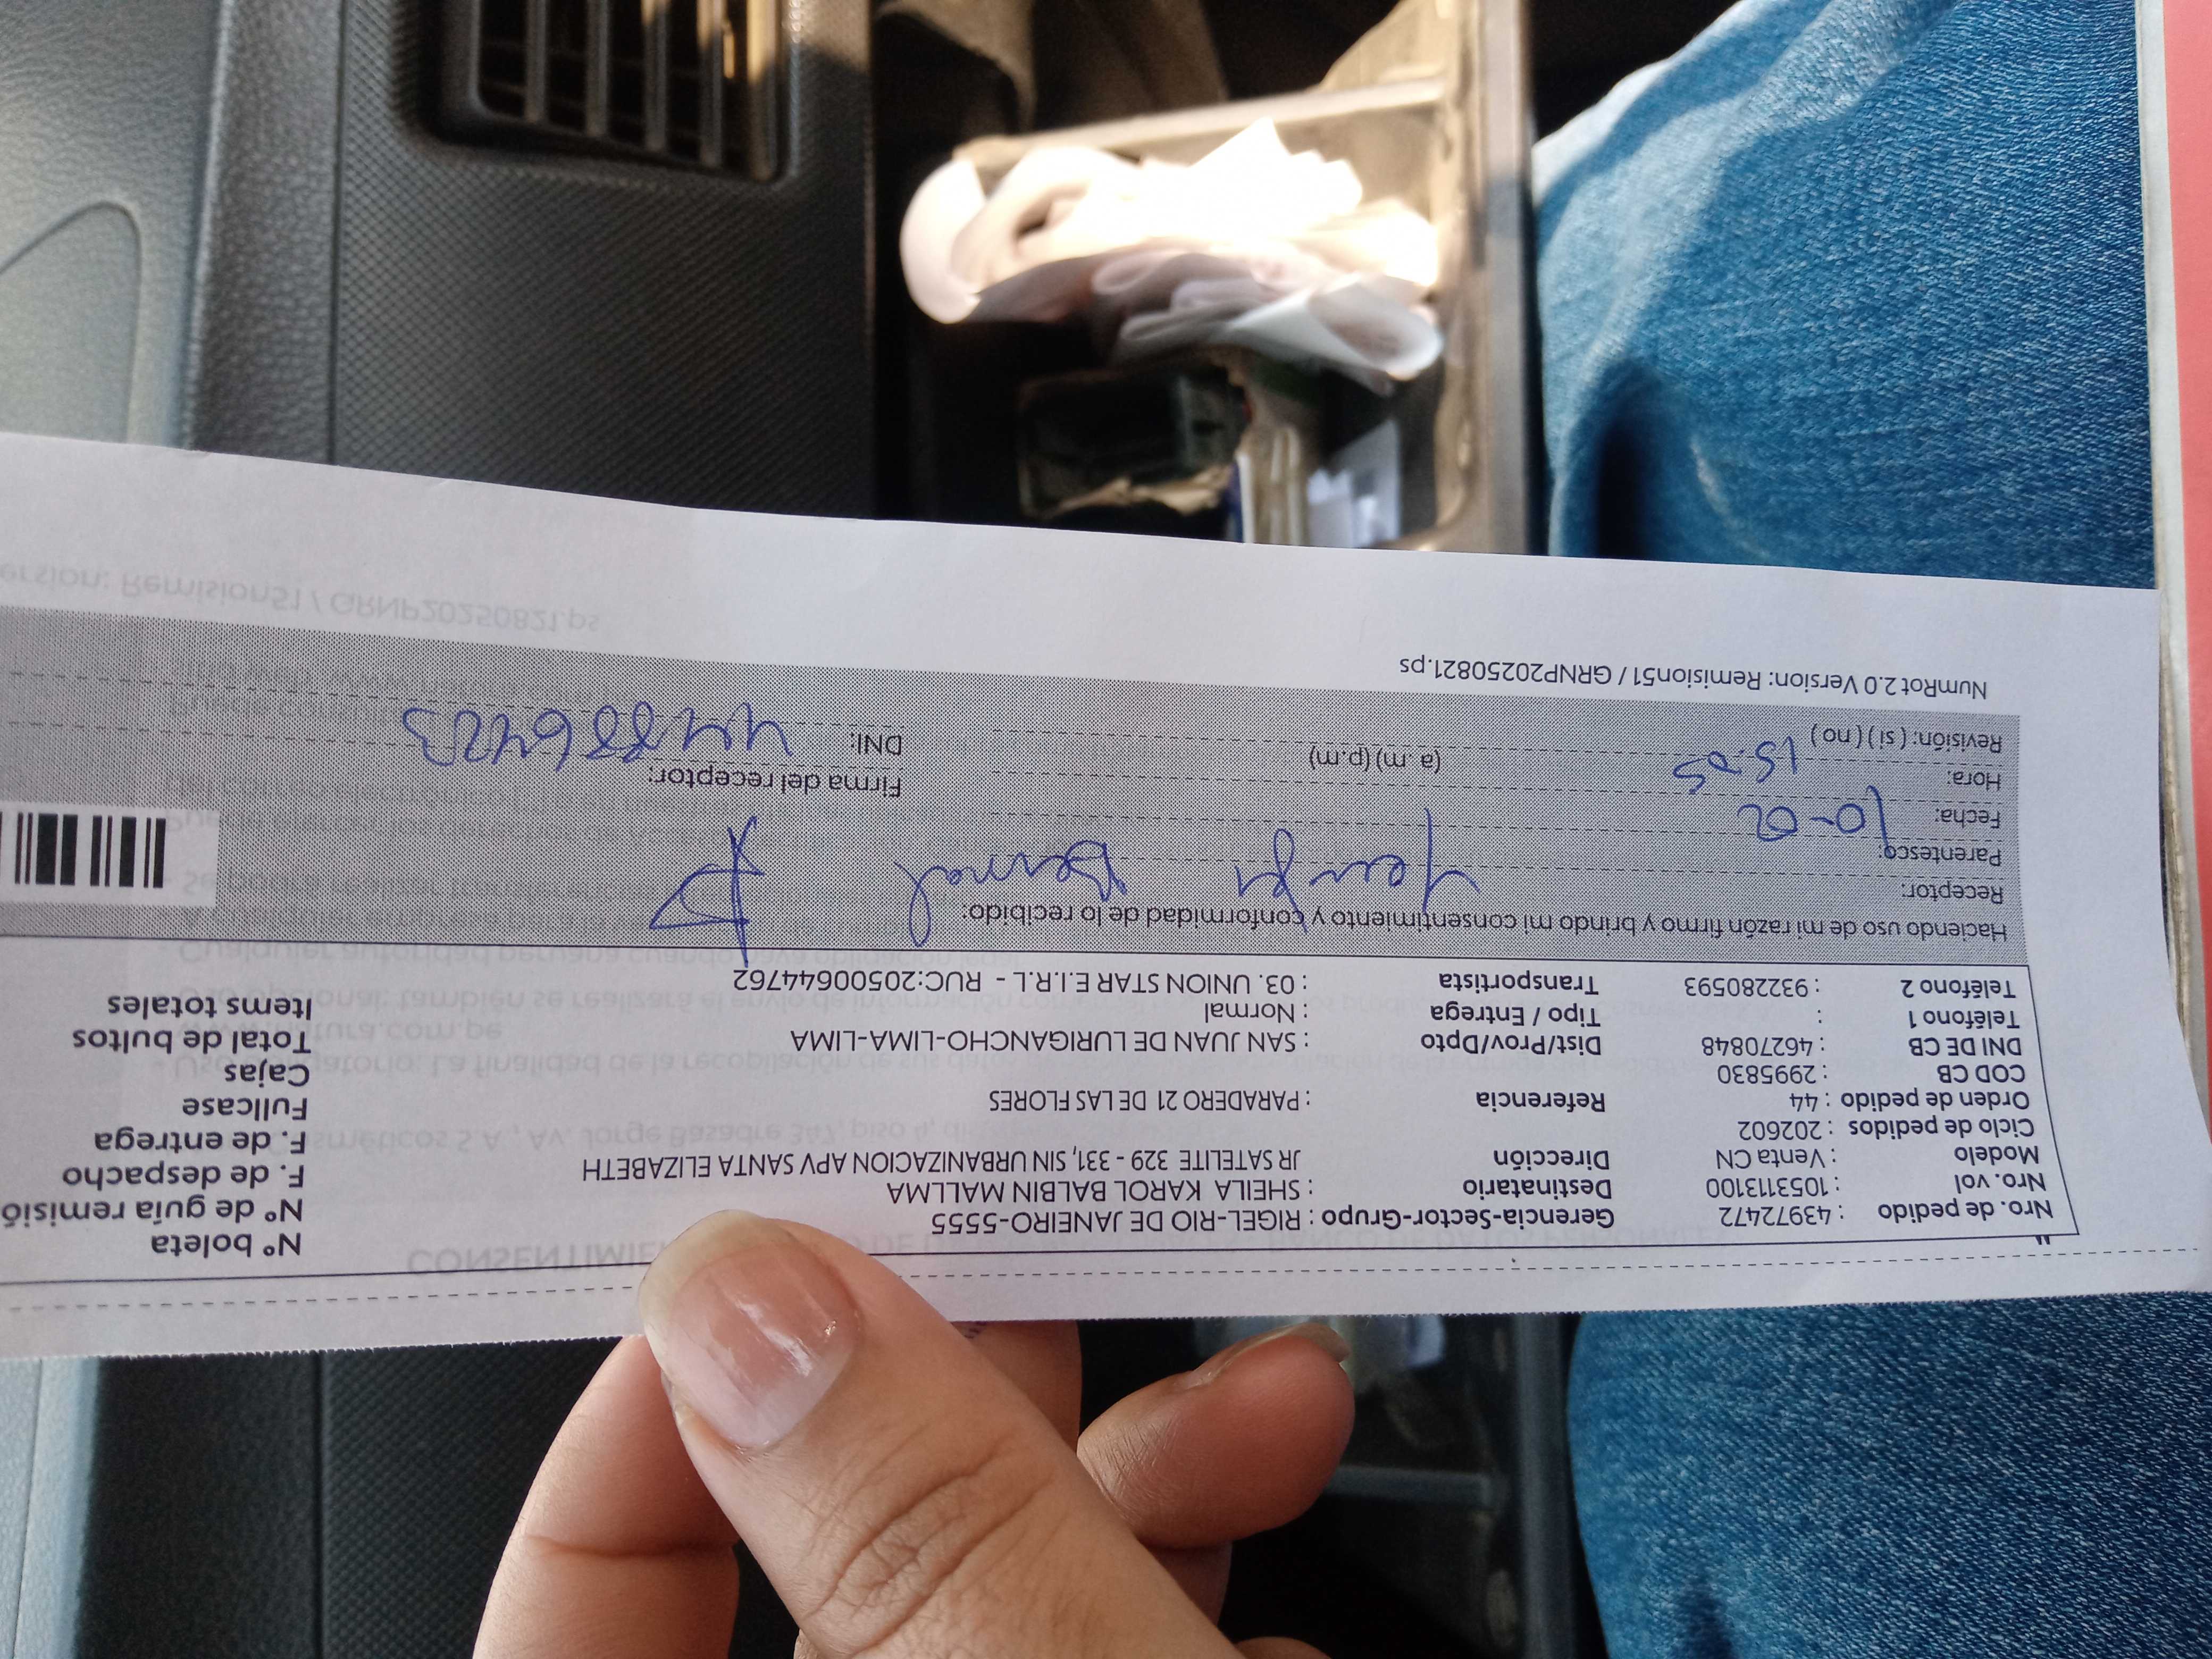 Nro. de pedido : 43972472 Gerencia-Sector-Grupo : RIGEL-RIO DE JANEIRO-5555 Nº boleta
Nro. vol : 1053113100 Destinatario : SHEILA KAROL BALBIN MALLMA Nº de guía remisió
Modelo : Venta CN Dirección JR SATELITE 329 - 331, SIN URBANIZACION APV SANTA ELIZABETH F. de despacho
Ciclo de pedidos : 202602 F. de entrega
Orden de pedido : 44 Referencia : PARADERO 21 DE LAS FLORES Fullcase
COD CB : 2995830 Cajas
DNI DE CB : 46270848 Dist/Prov/Dpto : SAN JUAN DE LURIGANCHO-LIMA-LIMA Total de bultos
Teléfono 1 : Tipo / Entrega : Normal Items totales
Teléfono 2 : 932280593 Transportista : 03. UNION STAR E.I.R.L - RUC:20500644762
Haciendo uso de mi razón firmo y brindo mi consentimiento y conformidad de lo recibido:
Receptor: Bernal
Parentesco:
Fecha: 10-02
Hora: 15-05 (a.m) (p.m) Firma del receptor:
Revisión: ( si ) ( no ) DNI: 44886423
NumRot 2.0 Version: Remision51 / GRNP20250821.ps